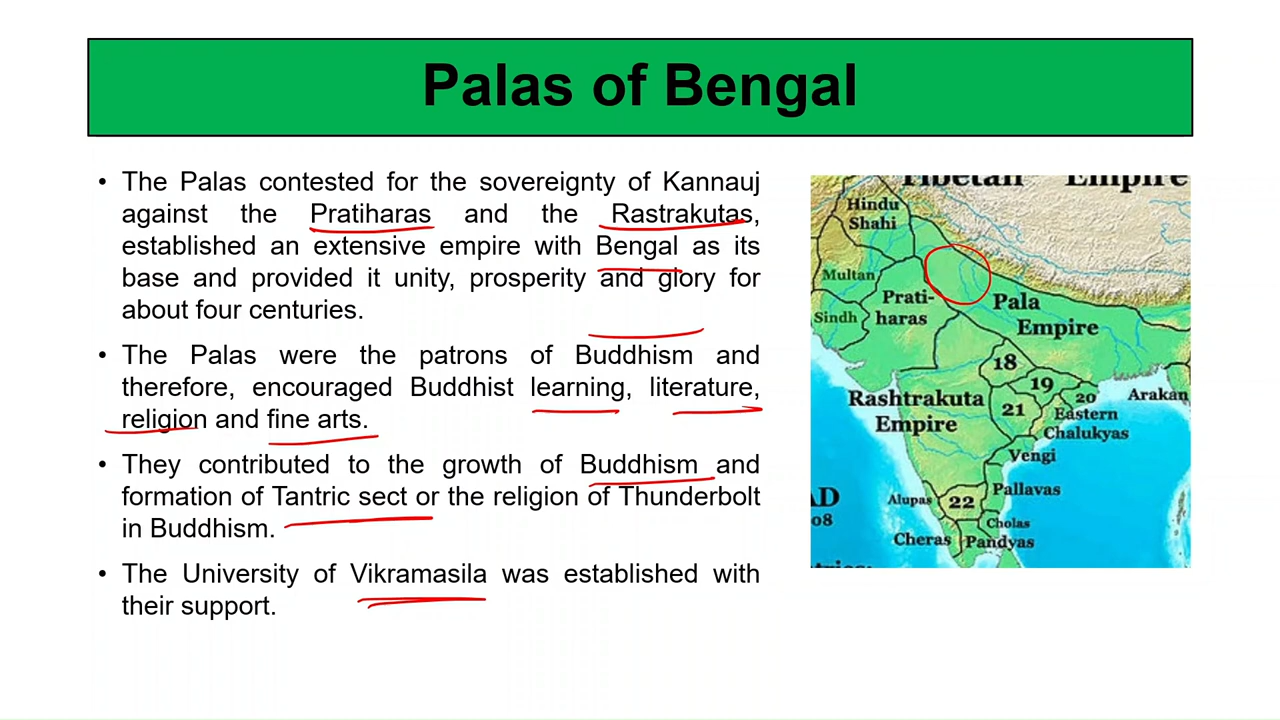 Palas of Bengal
• The Palas contested for the sovereignty of Kannauj
against the Pratiharas and the Rastrakutas,
established an extensive empire with Bengal as its
base and provided it unity, prosperity and glory for
about four centuries.
• The Palas were the patrons of Buddhism and
therefore, encouraged Buddhist learning, literature,
religion and fine arts.
• They contributed to the growth of Buddhism and
formation of Tantric sect or the religion of Thunderbolt
in Buddhism.
• The University of Vikramasila was established with
their support.
Tibetan Empire
Hindu
Shahi
Multan
Prati-
haras
Sindh
Pala
Empire
18
19
20
21
Rashtrakuta
Empire
Arakan
Eastern
Chalukyas
Vengi
Pallavas
Alupas
22
Cholas
Cheras
Pandyas
AD
08